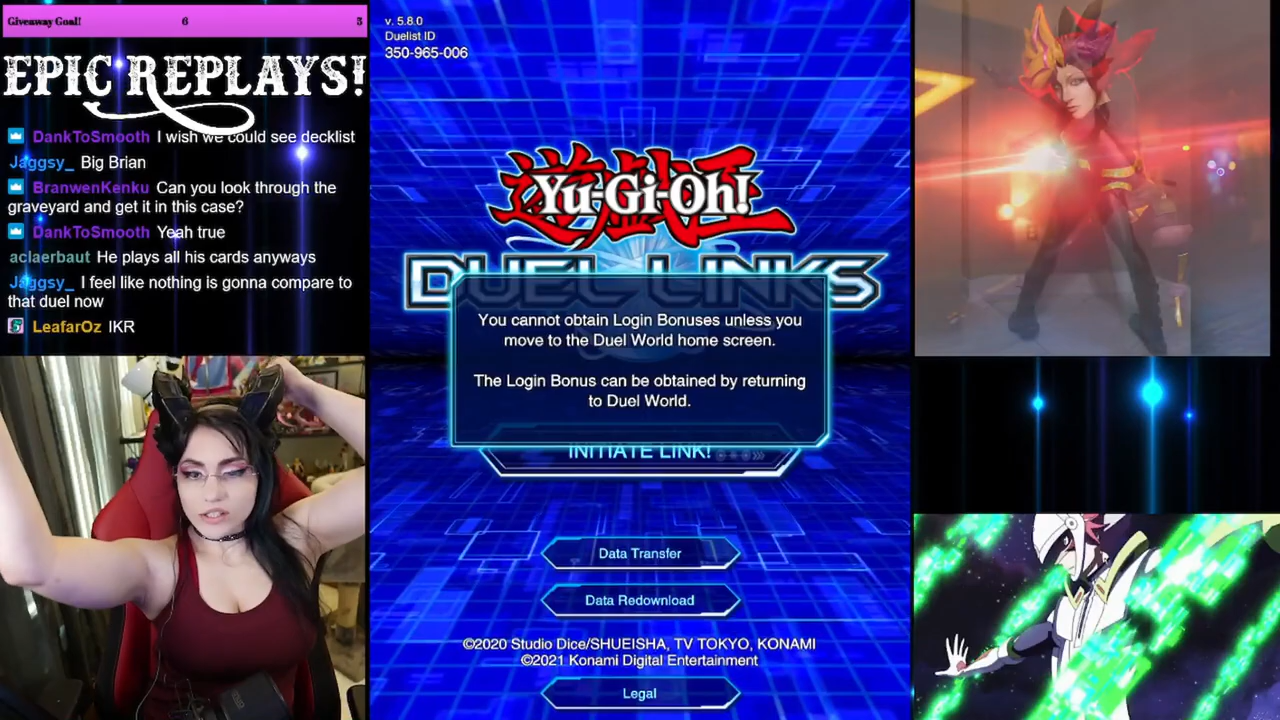 Giveaway Goal! 6 3
EPIC REPLAYS!
DankToSmooth I wish we could see decklist
Jaggsy_ Big Brian
BranwenKenku Can you look through the
graveyard and get it in this case?
DankToSmooth Yeah true
aclaerbaut He plays all his cards anyways
Jaggsy_ I feel like nothing is gonna compare to
that duel now
LeafarOz IKR
v. 5.8.0
Duelist ID
350-965-006
遊戯王
Yu-Gi-Oh!
DUEL LINKS
You cannot obtain Login Bonuses unless you
move to the Duel World home screen.
The Login Bonus can be obtained by returning
to Duel World.
INITIATE LINK!
Data Transfer
Data Redownload
©2020 Studio Dice/SHUEISHA, TV TOKYO, KONAMI
©2021 Konami Digital Entertainment
Legal